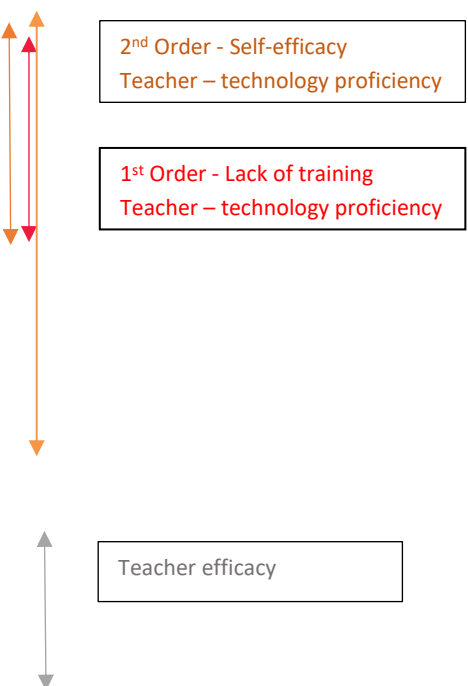 2nd Order - Self-efficacy
Teacher – technology proficiency
1st Order - Lack of training
Teacher – technology proficiency
Teacher efficacy